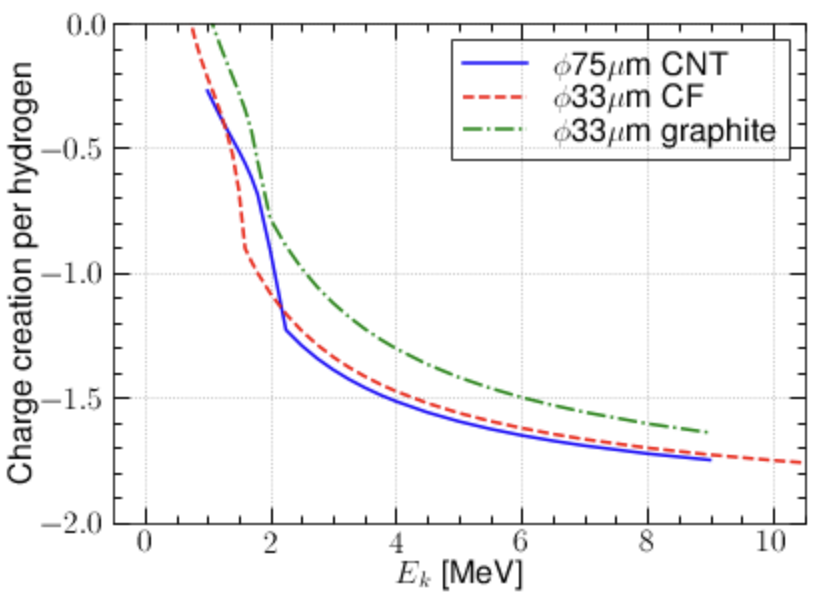 0.0
−0.5
−1.0
−1.5
−2.0
Charge creation per hydrogen
ϕ75μm CNT
ϕ33μm CF
ϕ33μm graphite
0 2 4 6 8 10
E_k [MeV]